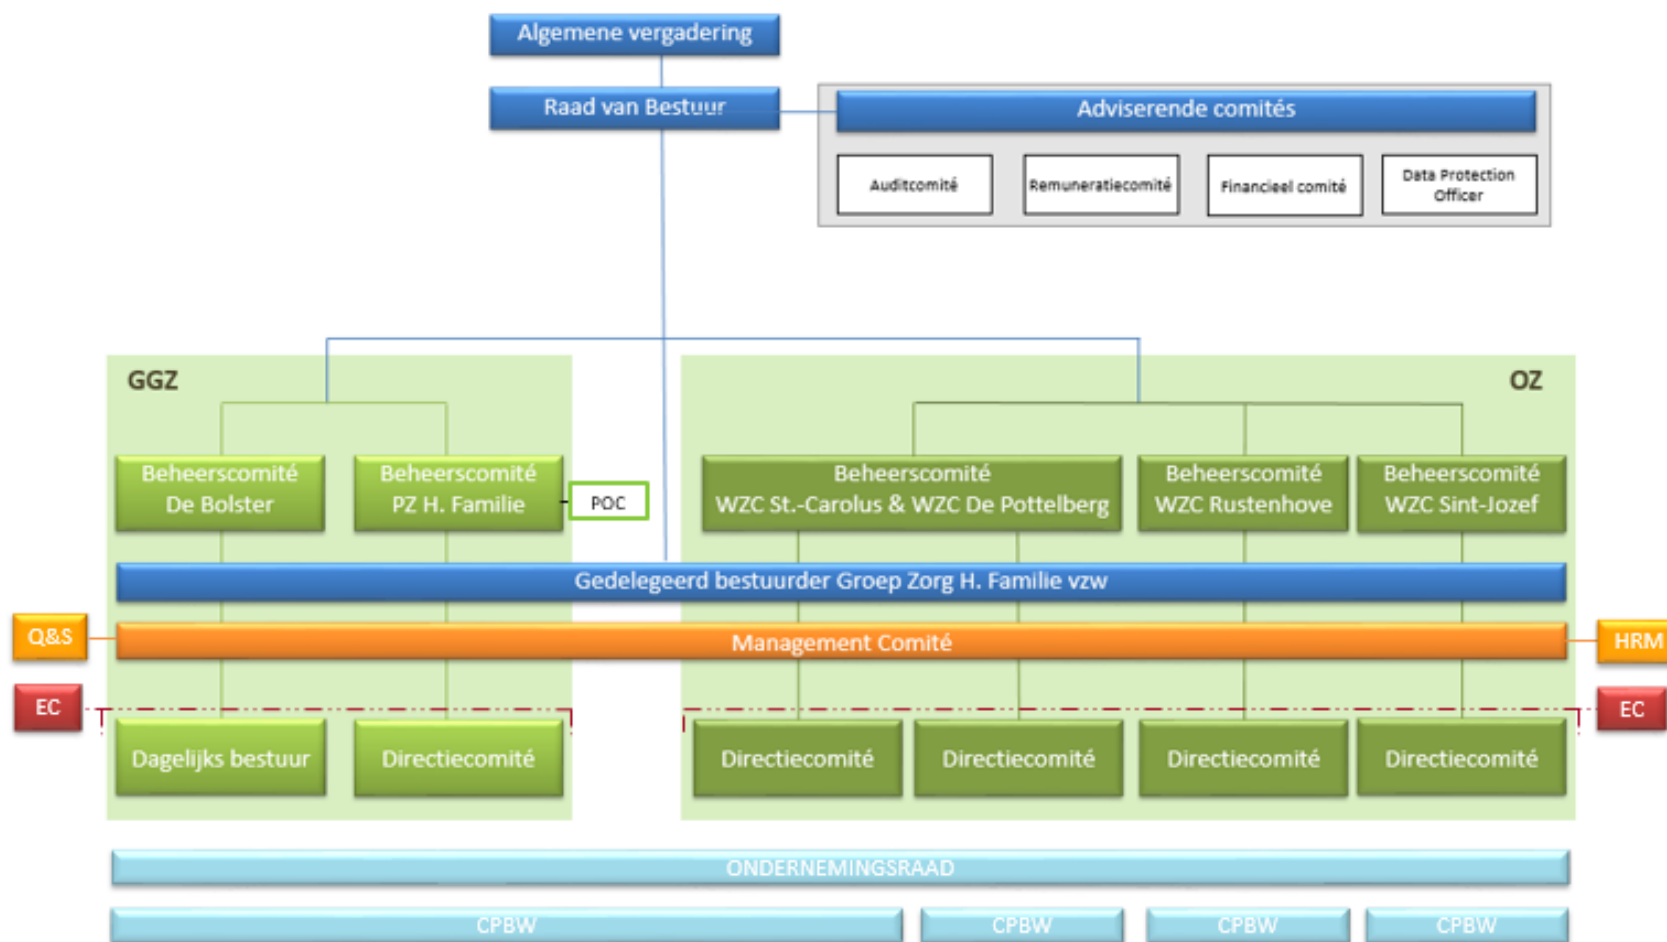 Algemene vergadering
Raad van Bestuur
Adviserende comités
Auditcomité
Remuneratiecomité
Financieel comité
Data Protection
Officer
GGZ
OZ
Beheerscomité
De Bolster
Beheerscomité
PZ H. Familie
POC
Beheerscomité
WZC St.-Carolus & WZC De Pottelberg
Beheerscomité
WZC Rustenhove
Beheerscomité
WZC Sint-Jozef
Gedelegeerd bestuurder Groep Zorg H. Familie vzw
Q&S
Management Comité
HRM
EC
EC
Dagelijks bestuur
Directiecomité
Directiecomité
Directiecomité
Directiecomité
Directiecomité
ONDERNEMINGSRAAD
CPBW
CPBW
CPBW
CPBW